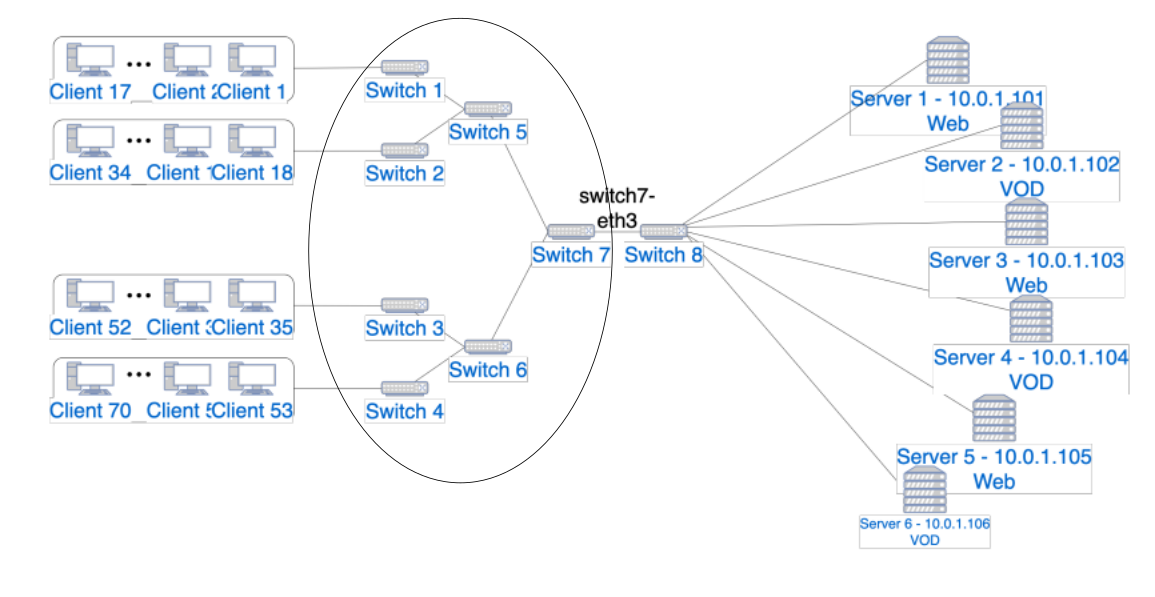 Client 17 Client Client 1
Switch 1
Server 1 - 10.0.1.101
Web
Switch 5
Client 34 Client Client 18
Switch 2
Server 2 - 10.0.1.102
VOD
switch7-
eth3
Switch 7
Switch 8
Server 3 - 10.0.1.103
Web
Client 52 Client Client 35
Switch 3
Server 4 - 10.0.1.104
VOD
Switch 6
Client 70 Client Client 53
Switch 4
Server 5 - 10.0.1.105
Web
Server 6 - 10.0.1.106
VOD